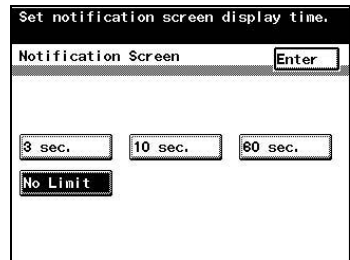 Set notification screen display time.
Notification Screen
Enter
3 sec.
10 sec.
60 sec.
No Limit